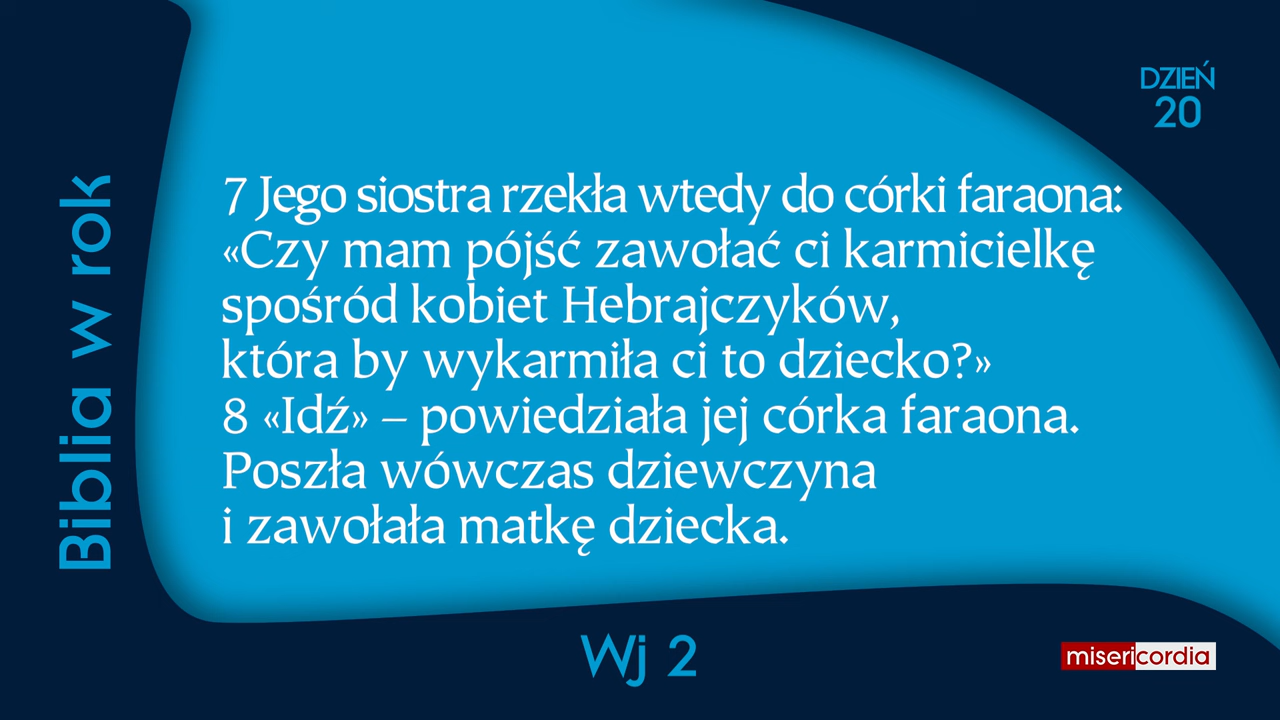 DZIEŃ
20
Biblia w rok
7 Jego siostra rzekła wtedy do córki faraona:
«Czy mam pójść zawołać ci karmicielkę
spośród kobiet Hebrajczyków,
która by wykarmiła ci to dziecko?»
8 «Idź» – powiedziała jej córka faraona.
Poszła wówczas dziewczyna
i zawołała matkę dziecka.
Wj 2
misericordia